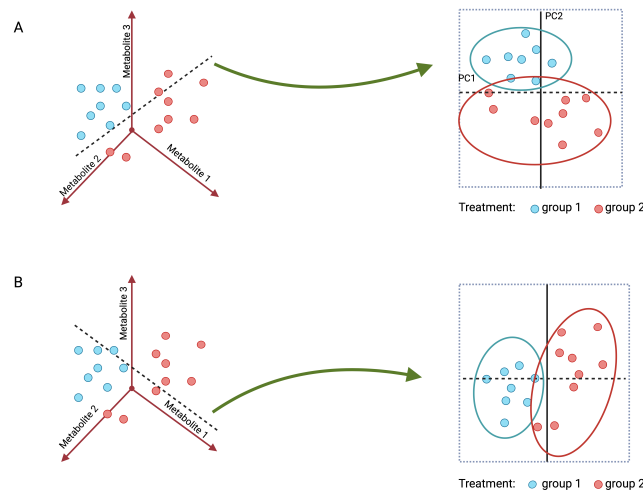 A
Metabolite 3
Metabolite 2
Metabolite 1
PC2
PC1
Treatment: group 1 group 2
B
Metabolite 3
Metabolite 2
Metabolite 1
Treatment: group 1 group 2